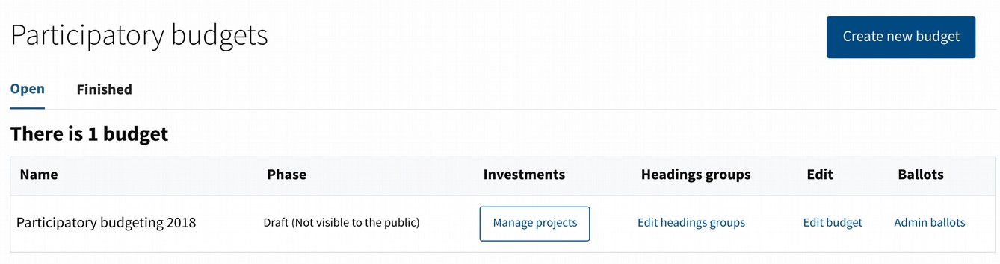 Participatory budgets
Create new budget
Open Finished
There is 1 budget
Name Phase Investments Headings groups Edit Ballots
Participatory budgeting 2018 Draft (Not visible to the public) Manage projects Edit headings groups Edit budget Admin ballots